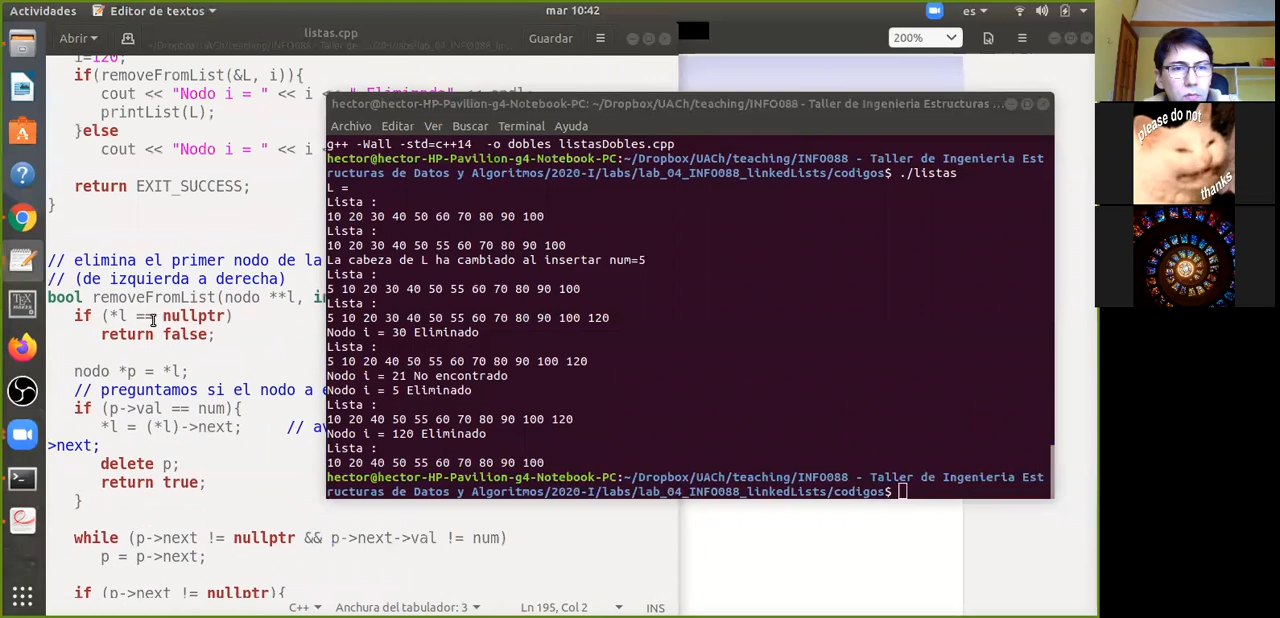 Actividades
Editor de textos
mar 10:42
es
Abrir
listas.cpp
Guardar
200%
i=120;
if(removeFromList(&L, i)){
cout << "Nodo i = " << i
printList(L);
}else
cout << "Nodo i = " << i
return EXIT_SUCCESS;
}
// elimina el primer nodo de la
// (de izquierda a derecha)
bool removeFromList(nodo **l, in
if (*l == nullptr)
return false;
nodo *p = *l;
// preguntamos si el nodo a e
if (p->val == num){
*l = (*l)->next; // av
>next;
delete p;
return true;
}
while (p->next != nullptr && p->next->val != num)
p = p->next;
if (p->next != nullptr){
C++
Anchura del tabulador: 3
Ln 195, Col 2
INS
hector@hector-HP-Pavilion-g4-Notebook-PC: ~/Dropbox/UACh/teaching/INFO088 - Taller de Ingenieria Estructuras ...
Archivo Editar Ver Buscar Terminal Ayuda
g++ -Wall -std=c++14 -o dobles listasDobles.cpp
hector@hector-HP-Pavilion-g4-Notebook-PC:~/Dropbox/UACh/teaching/INFO088 - Taller de Ingenieria Est
ructuras de Datos y Algoritmos/2020-I/labs/lab_04_INFO088_linkedLists/codigos$ ./listas
L =
Lista :
10 20 30 40 50 60 70 80 90 100
Lista :
10 20 30 40 50 55 60 70 80 90 100
La cabeza de L ha cambiado al insertar num=5
Lista :
5 10 20 30 40 50 55 60 70 80 90 100
Lista :
5 10 20 30 40 50 55 60 70 80 90 100 120
Nodo i = 30 Eliminado
Lista :
5 10 20 40 50 55 60 70 80 90 100 120
Nodo i = 21 No encontrado
Nodo i = 5 Eliminado
Lista :
10 20 40 50 55 60 70 80 90 100 120
Nodo i = 120 Eliminado
Lista :
10 20 40 50 55 60 70 80 90 100
hector@hector-HP-Pavilion-g4-Notebook-PC:~/Dropbox/UACh/teaching/INFO088 - Taller de Ingenieria Est
ructuras de Datos y Algoritmos/2020-I/labs/lab_04_INFO088_linkedLists/codigos$
please do not
thanks